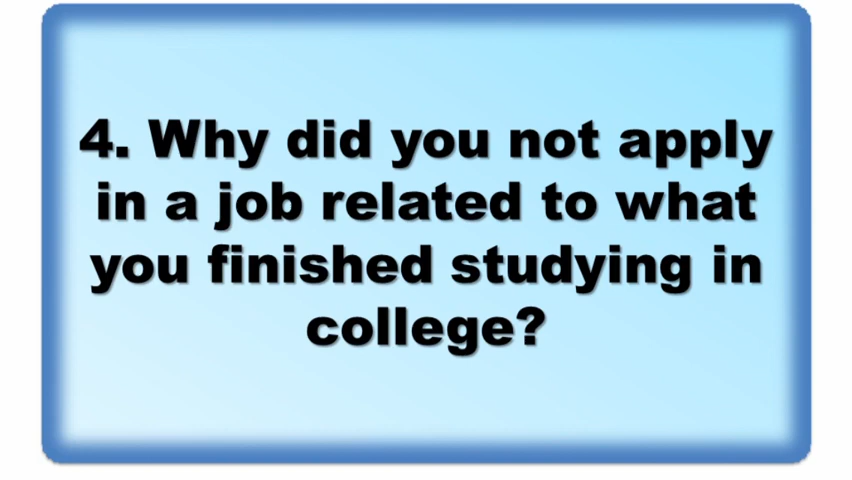 4. Why did you not apply
in a job related to what
you finished studying in
college?